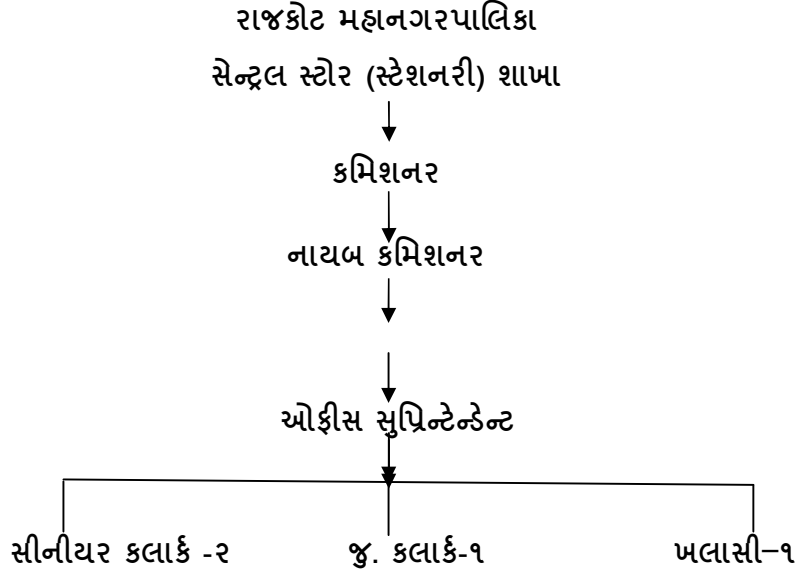 રાજકોટ મહાનગરપાલિકા
સેન્ટ્રલ સ્ટોર (સ્ટેશનરી) શાખા
કમિશનર
નાયબ કમિશનર
ઓફીસ સુપ્રિન્ટેન્ડેન્ટ
સીનીયર કલાર્ક -૨ જુ. કલાર્ક-૧ ખલાસી–૧